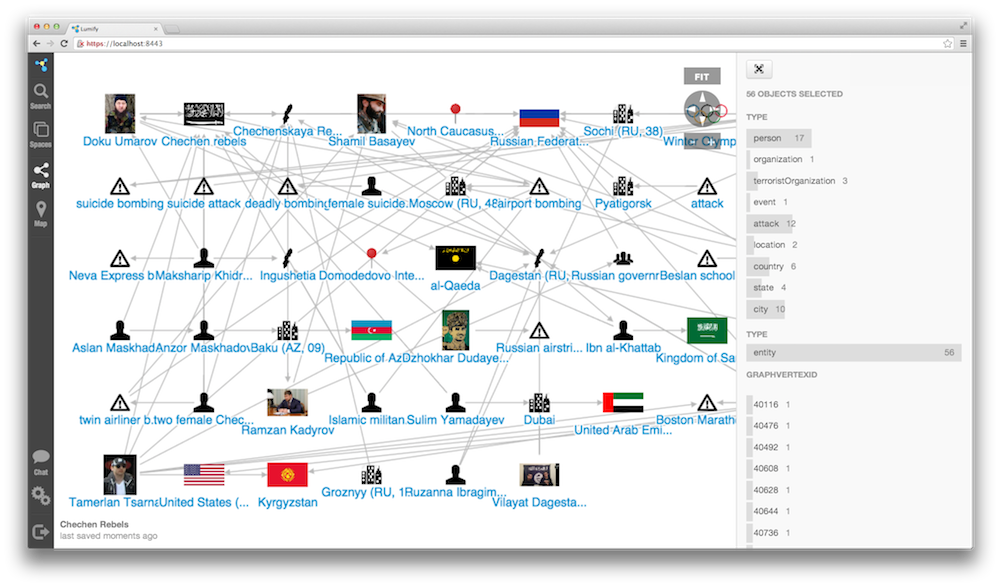 Lumify
https://localhost:8443
FIT
Search
Spaces
Graph
Map
Chat
Doku Umarov
Chechen rebels
Chechenskaya Re...
Shamil Basayev
North Caucasus...
Russian Federat...
Sochi (RU, 38)
Winter Olymp
suicide bombing
suicide attack
deadly bombing
female suicide.
Moscow (RU, 48
airport bombing
Pyatigorsk
attack
Neva Express b
Maksharip Khidr...
Ingushetia
Domodedovo Inte...
al-Qaeda
Dagestan (RU,
Russian governr
Beslan school
Aslan Maskhad
Anzor Maskhadov
Baku (AZ, 09)
Republic of Az
Dzhokhar Dudaye...
Russian airstri...
Ibn al-Khattab
Kingdom of Sa
twin airliner b.
two female Chec...
Ramzan Kadyrov
Islamic militan.
Sulim Yamadayev
Dubai
United Arab Emi...
Boston Marath
Tamerlan Tsarna
United States (...
Kyrgyzstan
Groznyy (RU, 1
Ruzanna Ibragim...
Vilayat Dagesta...
Chechen Rebels
last saved moments ago
56 OBJECTS SELECTED
TYPE
person 17
organization 1
terroristOrganization 3
event 1
attack 12
location 2
country 6
state 4
city 10
TYPE
entity 56
GRAPHVERTEXID
40116 1
40476 1
40492 1
40608 1
40628 1
40644 1
40736 1